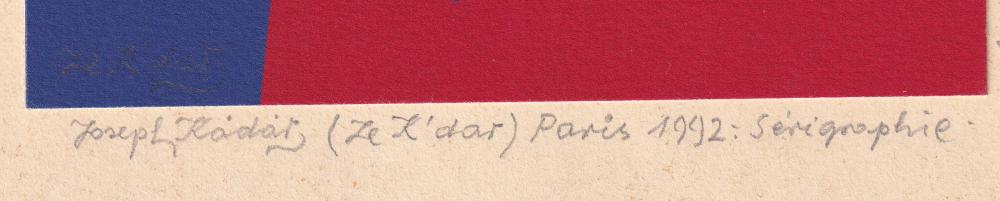 Ze K'dar
Joseph Kádár (Ze K'dar) Paris 1992: Sérigraphie.